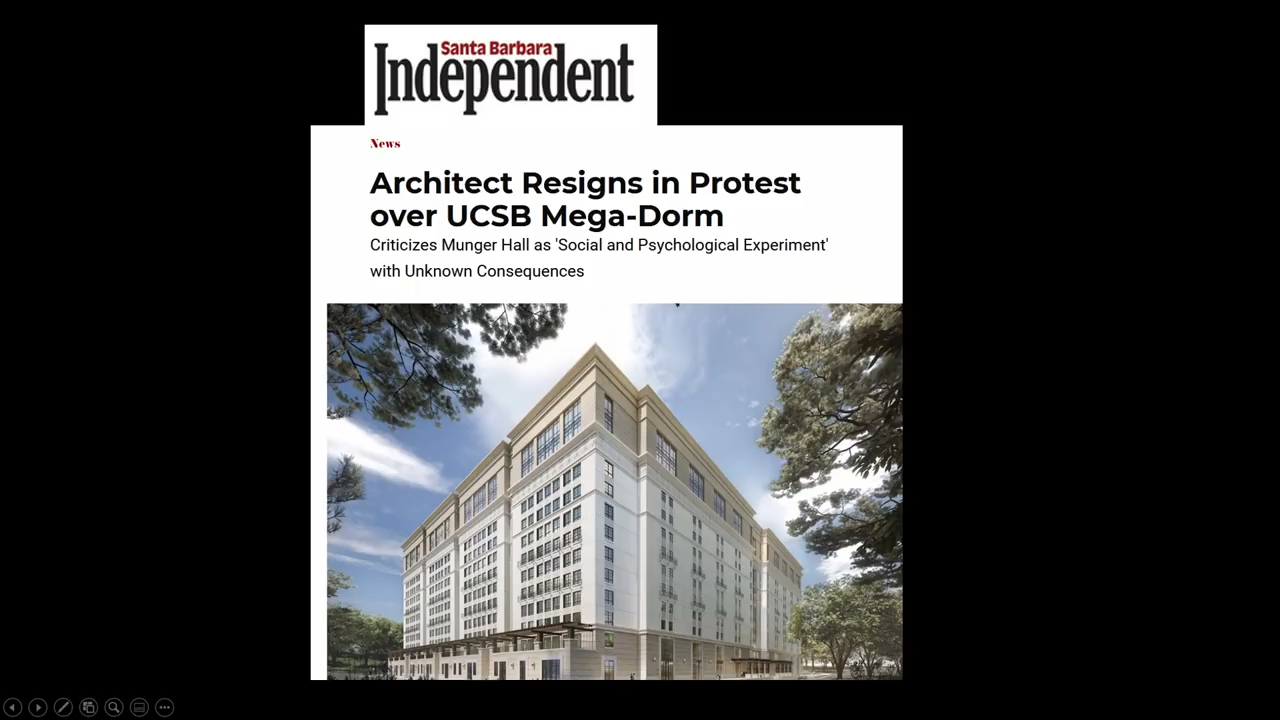 Santa Barbara
Independent
News
Architect Resigns in Protest
over UCSB Mega-Dorm
Criticizes Munger Hall as 'Social and Psychological Experiment'
with Unknown Consequences